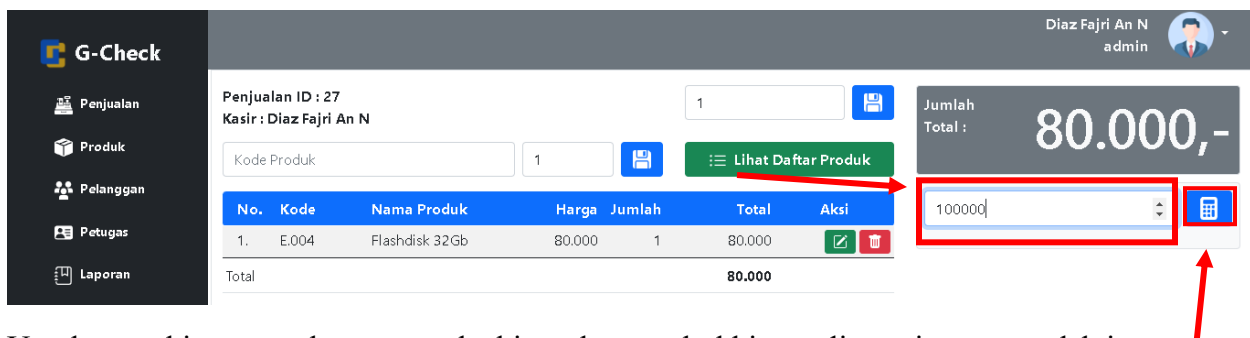 G-Check
Diaz Fajri An N
admin
Penjualan
Produk
Pelanggan
Petugas
Laporan
Penjualan ID : 27
Kasir : Diaz Fajri An N
1
Kode Produk
1
Lihat Daftar Produk
No. Kode Nama Produk Harga Jumlah Total Aksi
1. E.004 Flashdisk 32Gb 80.000 1 80.000
Total 80.000
Jumlah
Total :
80.000,-
100000